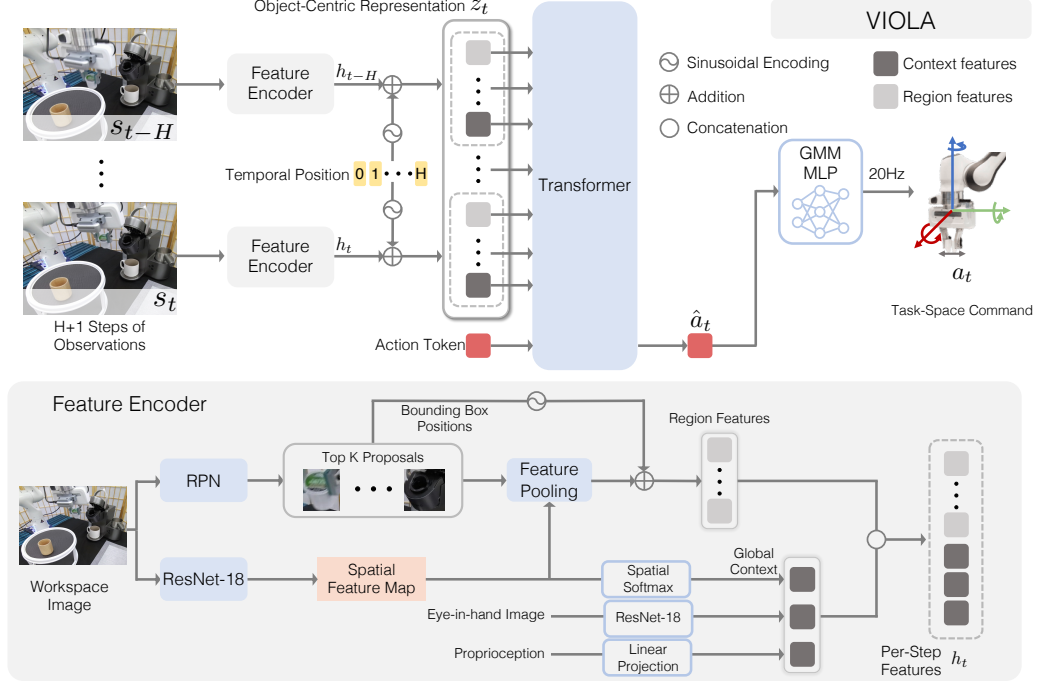 Object-Centric Representation z_t
VIOLA
Feature
Encoder
h_{t-H}
s_{t-H}
Sinusoidal Encoding
Addition
Concatenation
Context features
Region features
Temporal Position 0 1 • • • H
Transformer
GMM
MLP
20Hz
Feature
Encoder
h_t
s_t
a_t
H+1 Steps of
Observations
Task-Space Command
Action Token
â_t
Feature Encoder
Bounding Box
Positions
Region Features
Top K Proposals
RPN
Feature
Pooling
Workspace
Image
ResNet-18
Spatial
Feature Map
Spatial
Softmax
Global
Context
Eye-in-hand Image
ResNet-18
Proprioception
Linear
Projection
Per-Step
Features h_t